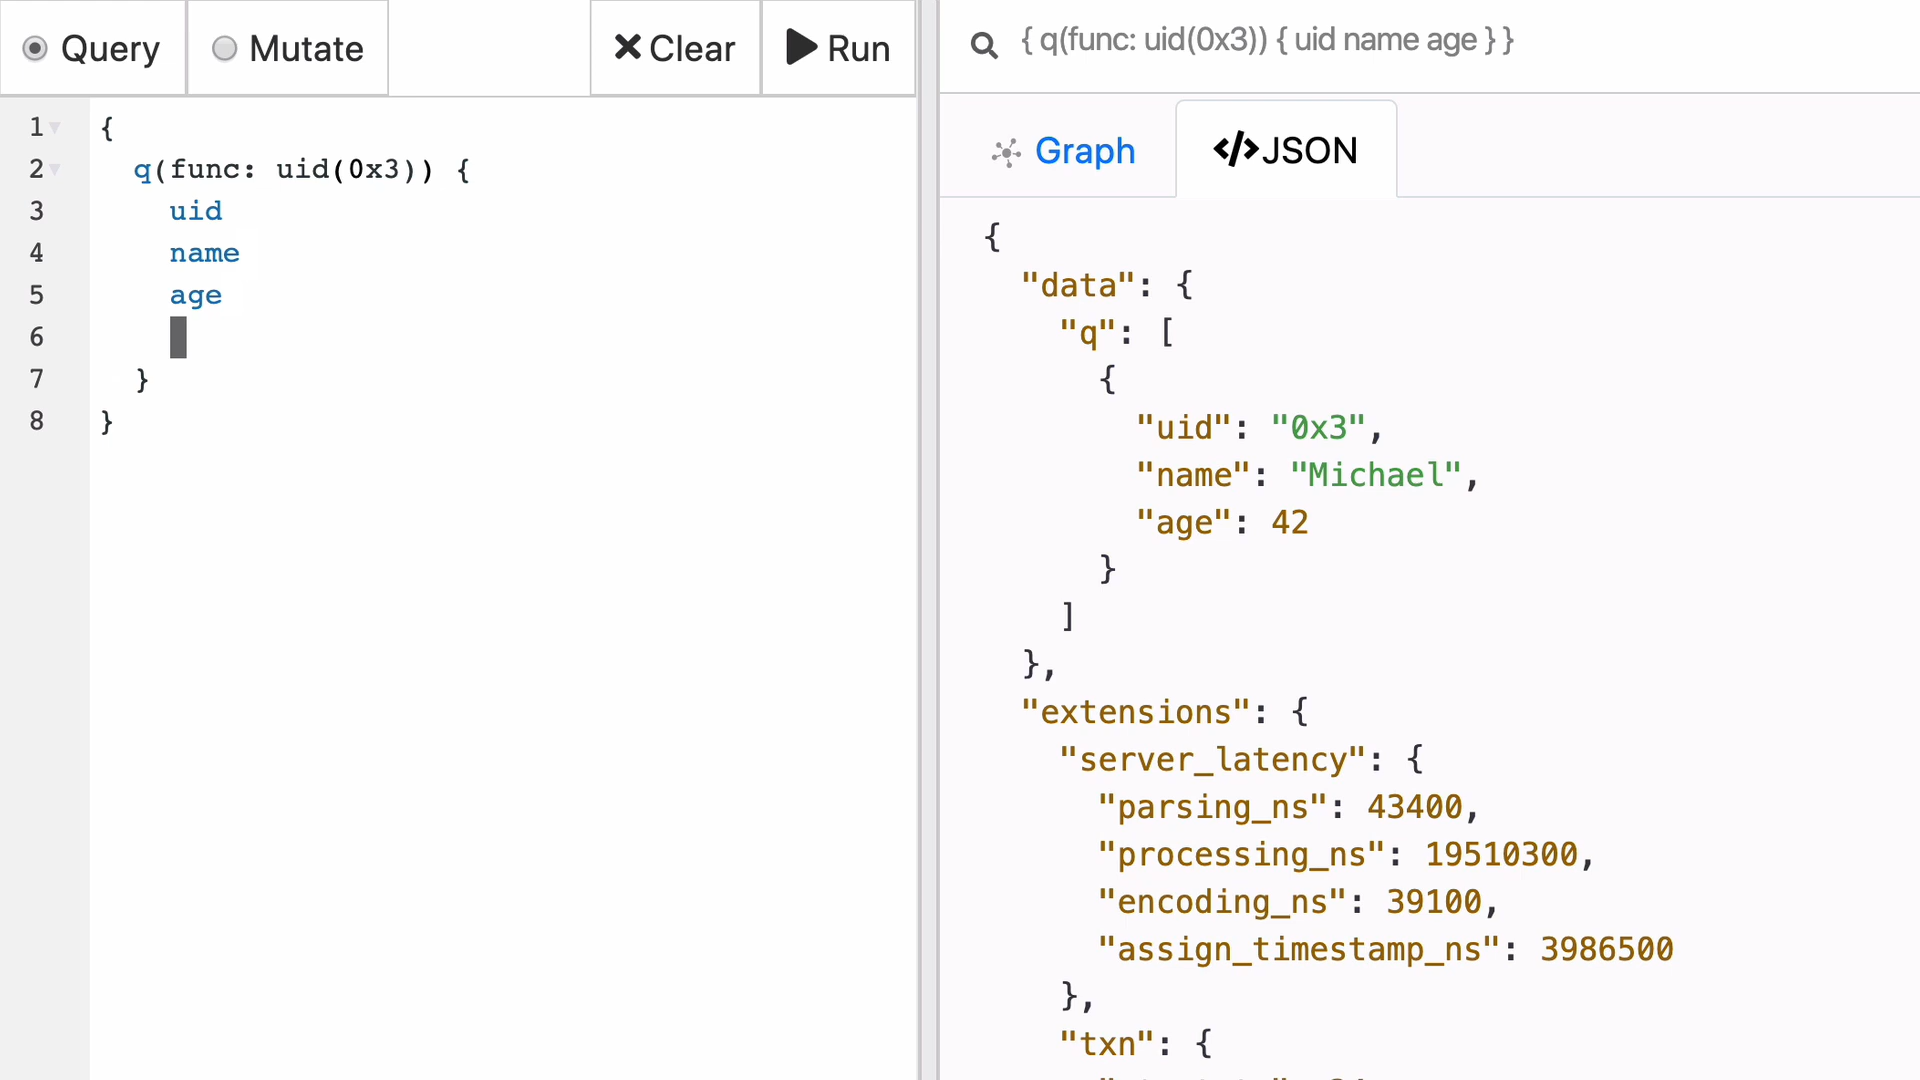 Query
Mutate
Clear
Run
1 {
2 q(func: uid(0x3)) {
3 uid
4 name
5 age
6
7 }
8 }
{ q(func: uid(0x3)) { uid name age } }
Graph
</>JSON
{
"data": {
"q": [
{
"uid": "0x3",
"name": "Michael",
"age": 42
}
]
},
"extensions": {
"server_latency": {
"parsing_ns": 43400,
"processing_ns": 19510300,
"encoding_ns": 39100,
"assign_timestamp_ns": 3986500
},
"txn": {